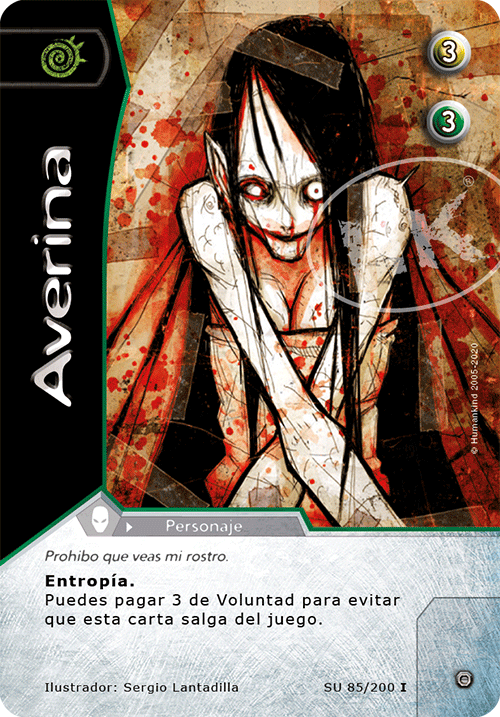 3
3
Averina
HK®
© Humankind 2005-2020
Personaje
Prohibo que veas mi rostro.
Entropía.
Puedes pagar 3 de Voluntad para evitar
que esta carta salga del juego.
Ilustrador: Sergio Lantadilla
SU 85/200 I